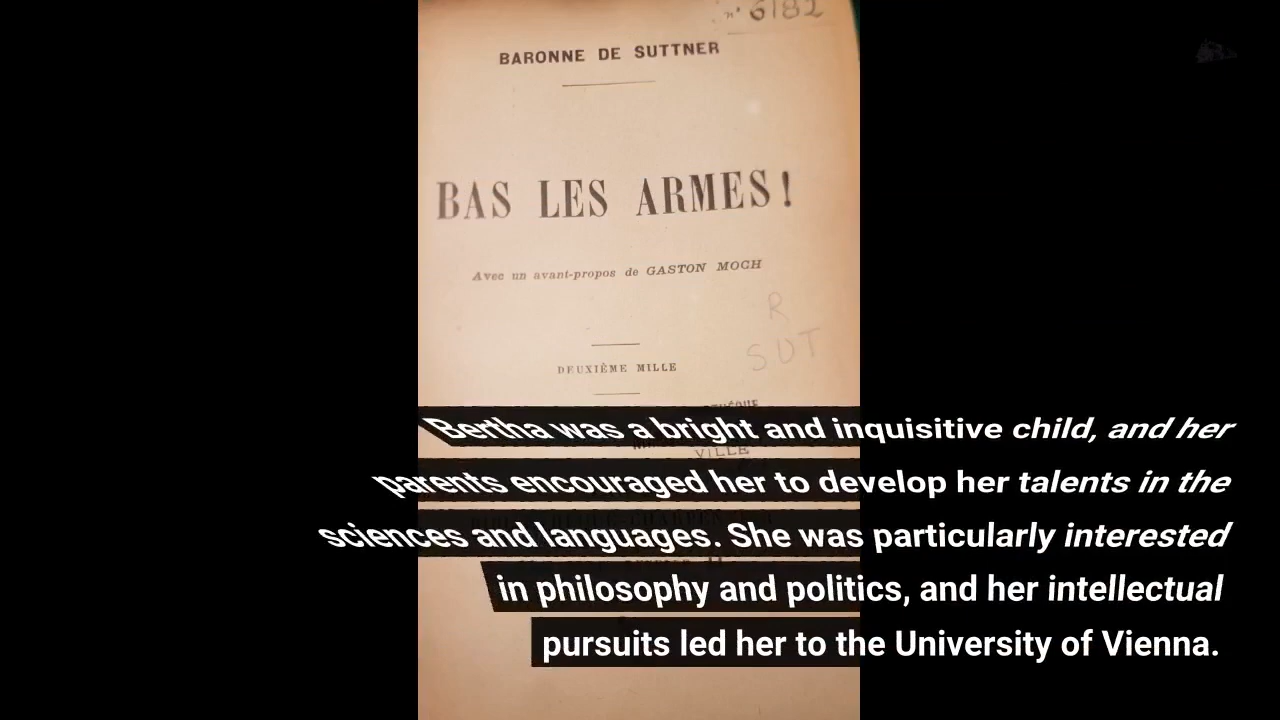 n° 6182
BARONNE DE SUTTNER
BAS LES ARMES!
Avec un avant-propos de GASTON MOCH
R
SUT
DEUXIÈME MILLE
VILLE
Bertha was a bright and inquisitive child, and her
parents encouraged her to develop her talents in the
sciences and languages. She was particularly interested
in philosophy and politics, and her intellectual
pursuits led her to the University of Vienna.